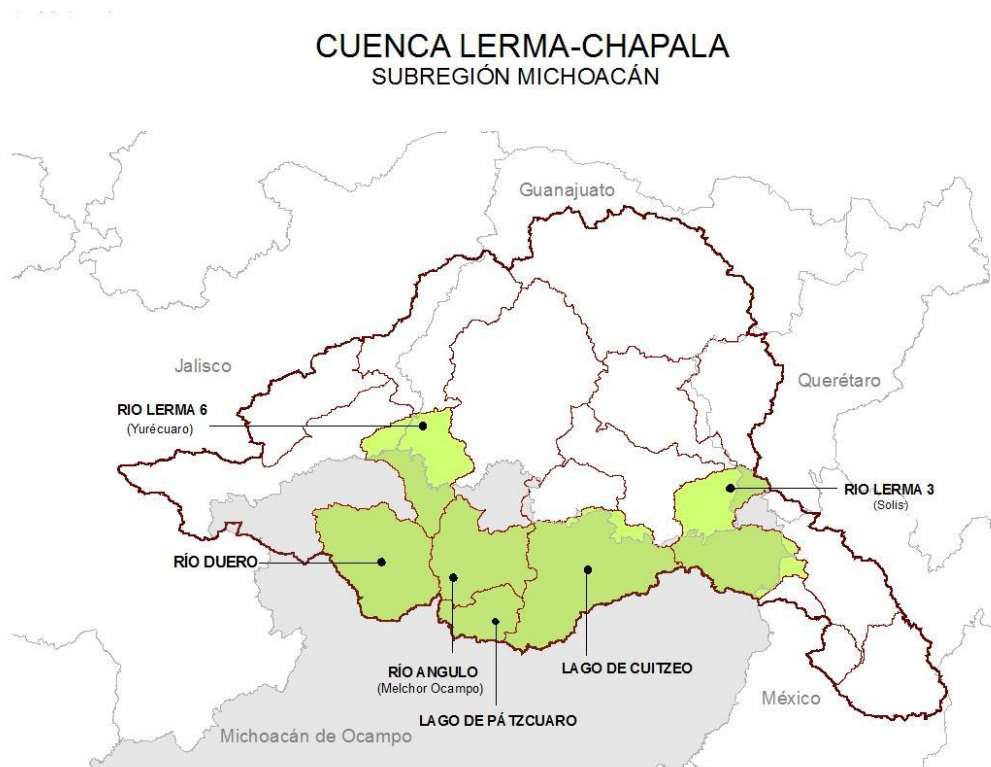 CUENCA LERMA-CHAPALA
SUBREGIÓN MICHOACÁN
Guanajuato
Jalisco
Querétaro
RIO LERMA 6
(Yurécuaro)
RIO LERMA 3
(Solis)
RÍO DUERO
RÍO ANGULO
(Melchor Ocampo)
LAGO DE CUITZEO
LAGO DE PÁTZCUARO
México
Michoacán de Ocampo